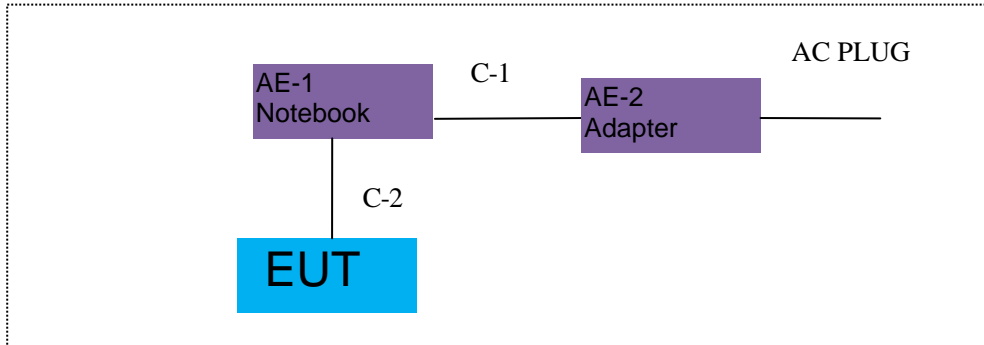 AC PLUG
C-1
AE-1
Notebook
AE-2
Adapter
C-2
EUT